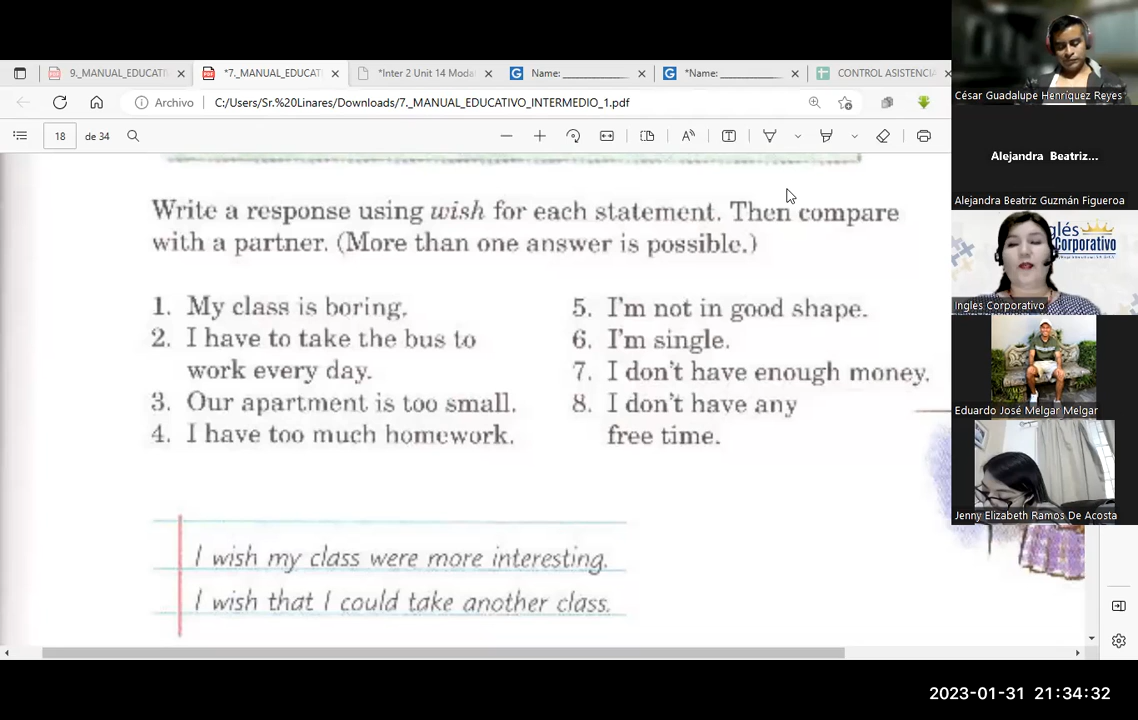 9._MANUAL_EDUCATI
*7._MANUAL_EDUCAT
*Inter 2 Unit 14 Moda
Name: ____________
*Name: ____________
CONTROL ASISTENCIA
Archivo
C:/Users/Sr.%20Linares/Downloads/7._MANUAL_EDUCATIVO_INTERMEDIO_1.pdf
18 de 34
Write a response using wish for each statement. Then compare
with a partner. (More than one answer is possible.)
1. My class is boring.
2. I have to take the bus to
work every day.
3. Our apartment is too small.
4. I have too much homework.
5. I'm not in good shape.
6. I'm single.
7. I don't have enough money.
8. I don't have any
free time.
I wish my class were more interesting.
I wish that I could take another class.
César Guadalupe Henríquez Reyes
Alejandra Beatriz...
Alejandra Beatriz Guzmán Figueroa
glés
Corporativo
Ingles Corporativo
Eduardo José Melgar Melgar
Jenny Elizabeth Ramos De Acosta
2023-01-31 21:34:32